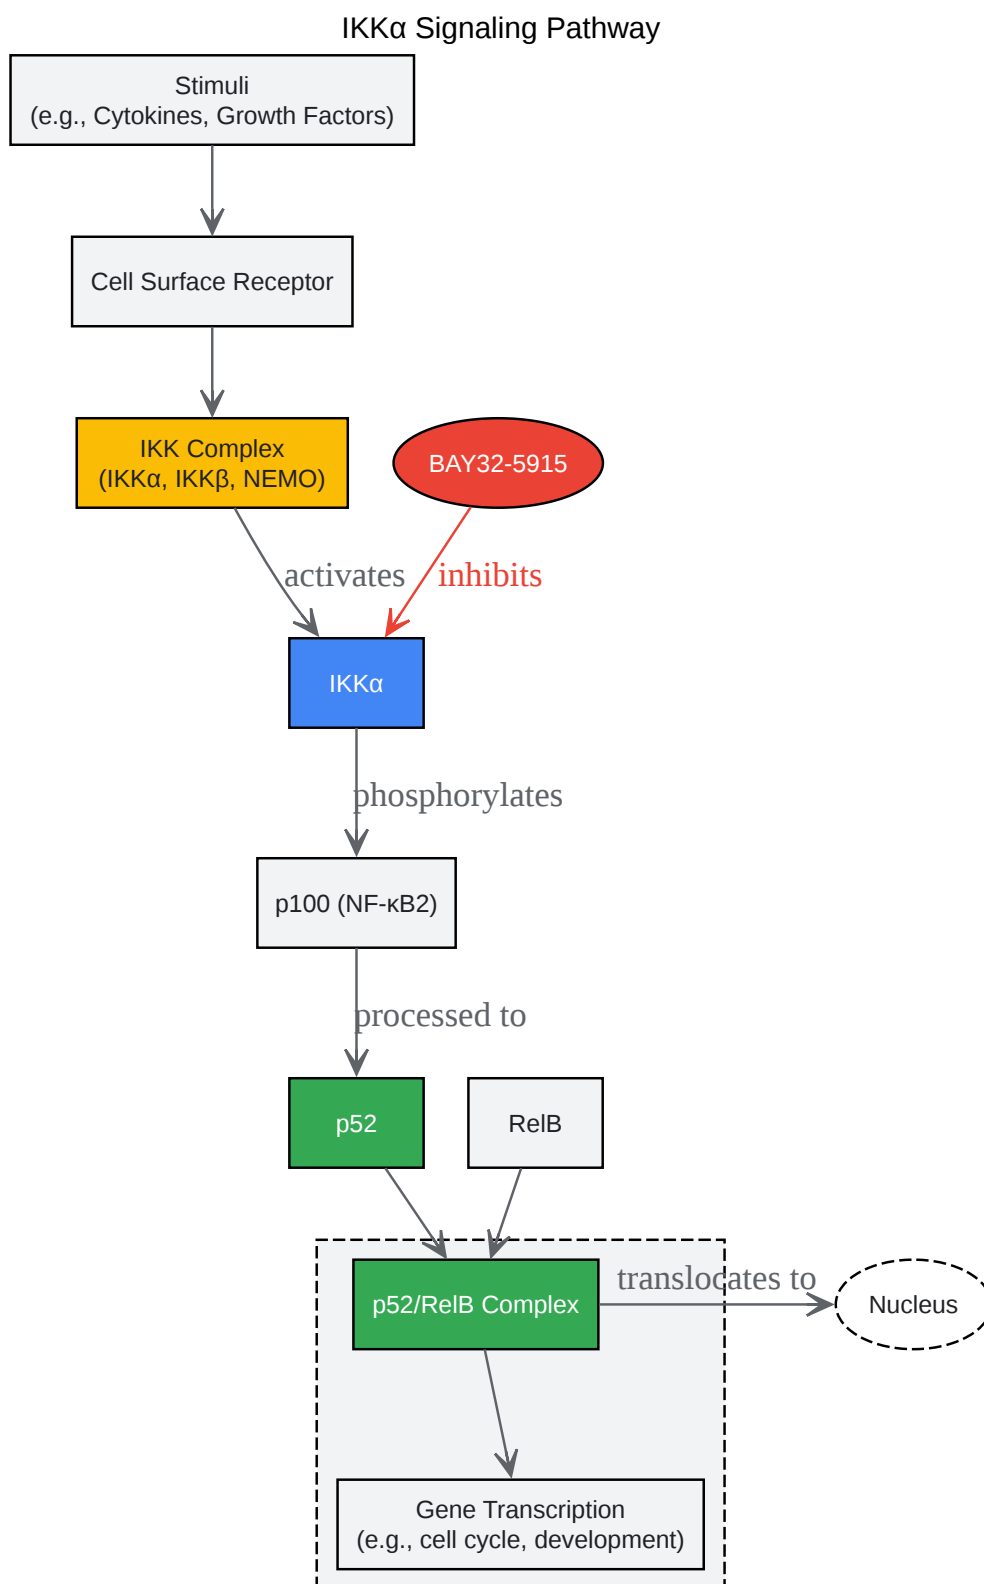 IKKα Signaling Pathway
Stimuli
(e.g., Cytokines, Growth Factors)
Cell Surface Receptor
IKK Complex
(IKKα, IKKβ, NEMO)
BAY32-5915
activates
inhibits
IKKα
phosphorylates
p100 (NF-κB2)
processed to
p52
RelB
p52/RelB Complex
translocates to
Nucleus
Gene Transcription
(e.g., cell cycle, development)